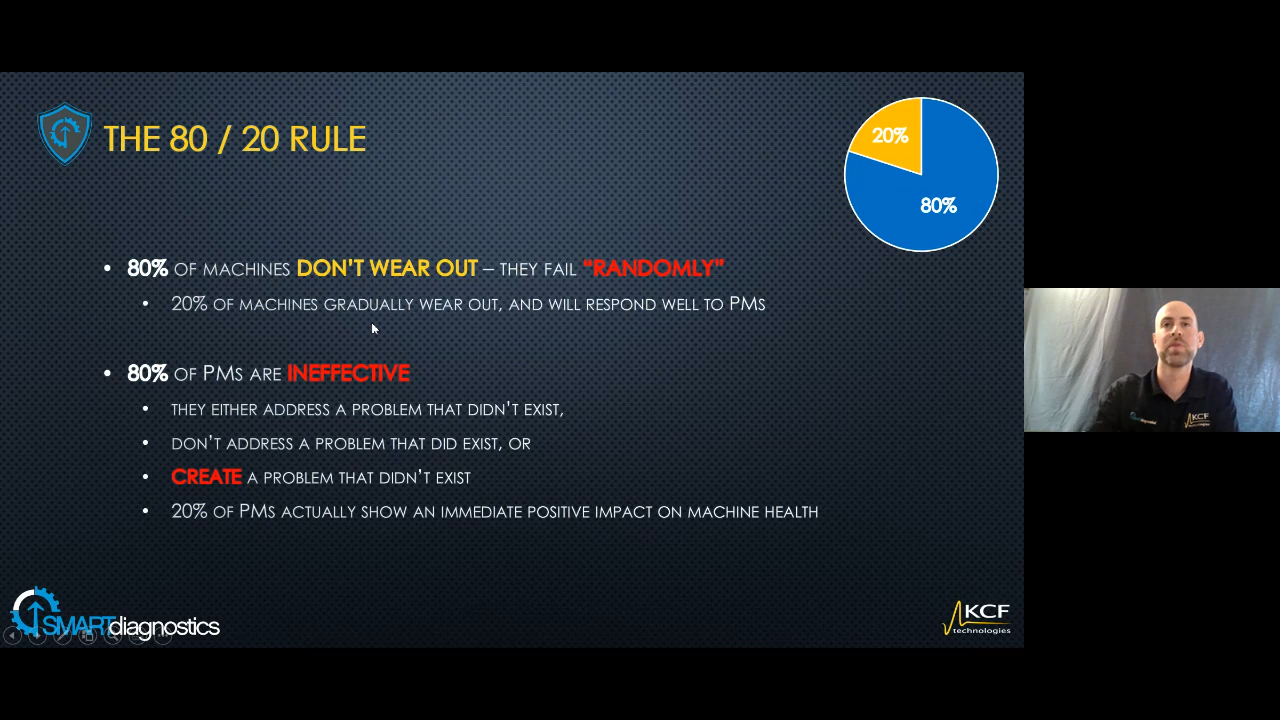 THE 80 / 20 RULE
20%
80%
• 80% OF MACHINES DON'T WEAR OUT – THEY FAIL “RANDOMLY”
• 20% OF MACHINES GRADUALLY WEAR OUT, AND WILL RESPOND WELL TO PMS
• 80% OF PMS ARE INEFFECTIVE
• THEY EITHER ADDRESS A PROBLEM THAT DIDN'T EXIST,
• DON'T ADDRESS A PROBLEM THAT DID EXIST, OR
• CREATE A PROBLEM THAT DIDN'T EXIST
• 20% OF PMS ACTUALLY SHOW AN IMMEDIATE POSITIVE IMPACT ON MACHINE HEALTH
SMARTdiagnostics
KCF
technologies
KCF
technologies